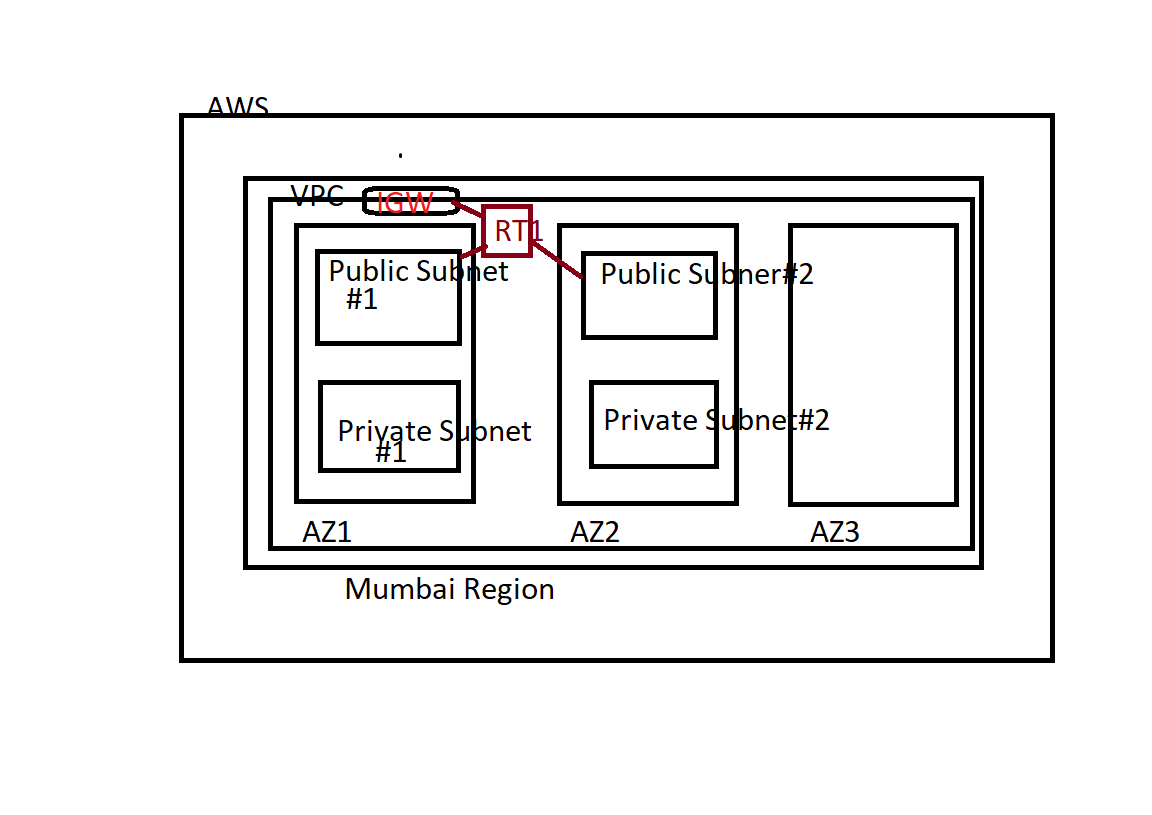 AWS
VPC
IGW
RT1
Public Subnet
#1
Public Subner#2
Private Subnet
#1
Private Subnet#2
AZ1
AZ2
AZ3
Mumbai Region